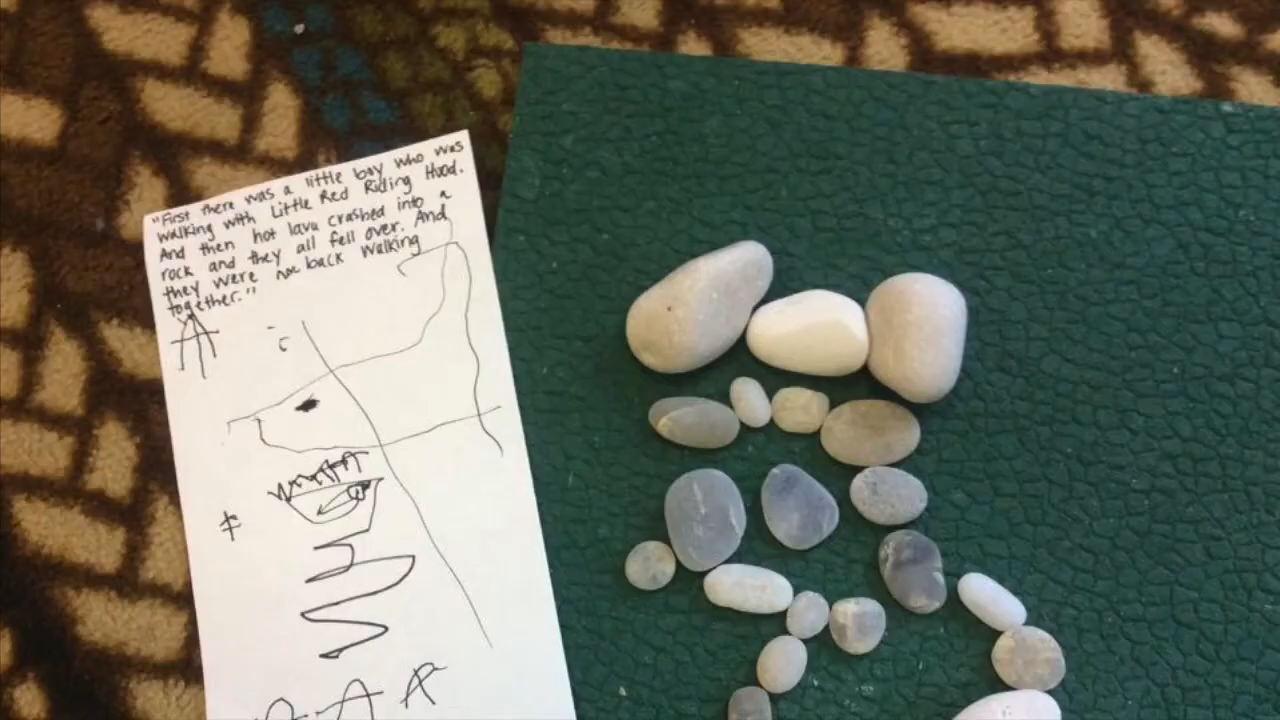 "First there was a little boy who was
walking with Little Red Riding Hood.
And then hot lava crashed into a
rock and they all fell over. And
they were back walking
together."
A
A A